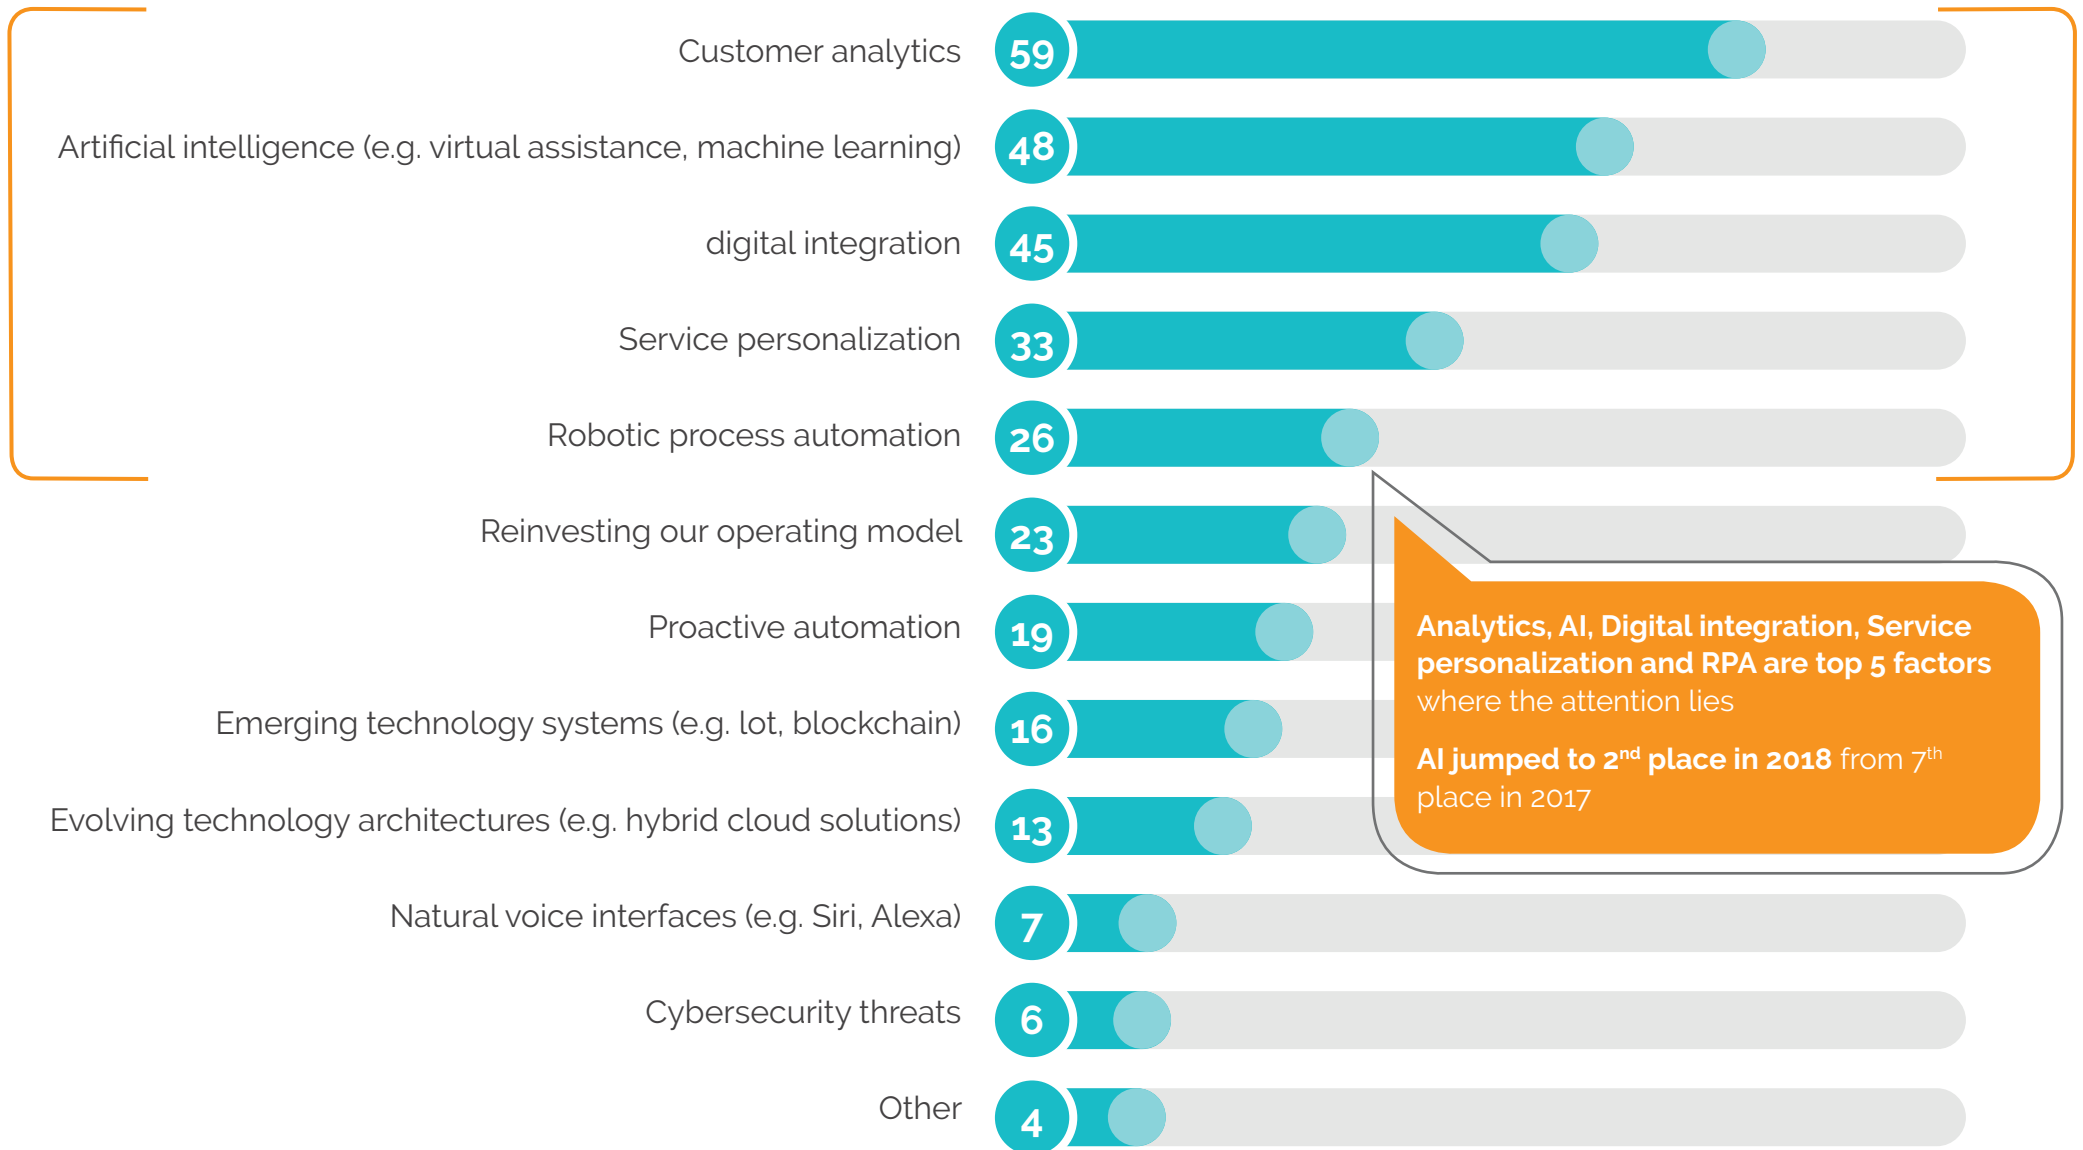 Customer analytics 59
Artificial intelligence (e.g. virtual assistance, machine learning) 48
digital integration 45
Service personalization 33
Robotic process automation 26
Reinvesting our operating model 23
Proactive automation 19
Emerging technology systems (e.g. lot, blockchain) 16
Evolving technology architectures (e.g. hybrid cloud solutions) 13
Natural voice interfaces (e.g. Siri, Alexa) 7
Cybersecurity threats 6
Other 4
Analytics, AI, Digital integration, Service
personalization and RPA are top 5 factors
where the attention lies
AI jumped to 2nd place in 2018 from 7th
place in 2017